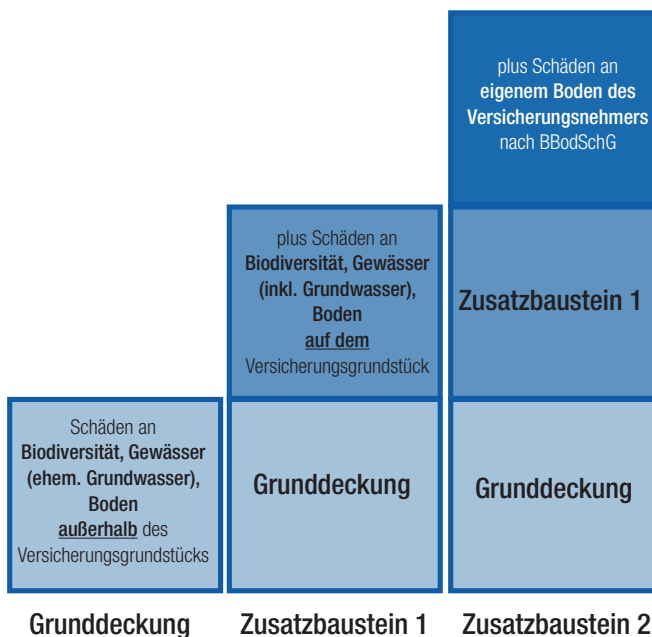 plus Schäden an
eigenem Boden des
Versicherungsnehmers
nach BBodSchG
plus Schäden an
Biodiversität, Gewässer
(inkl. Grundwasser),
Boden
auf dem
Versicherungsgrundstück
Zusatzbaustein 1
Schäden an
Biodiversität, Gewässer
(ehem. Grundwasser),
Boden
außerhalb des
Versicherungsgrundstücks
Grunddeckung
Grunddeckung
Grunddeckung
Zusatzbaustein 1
Zusatzbaustein 2